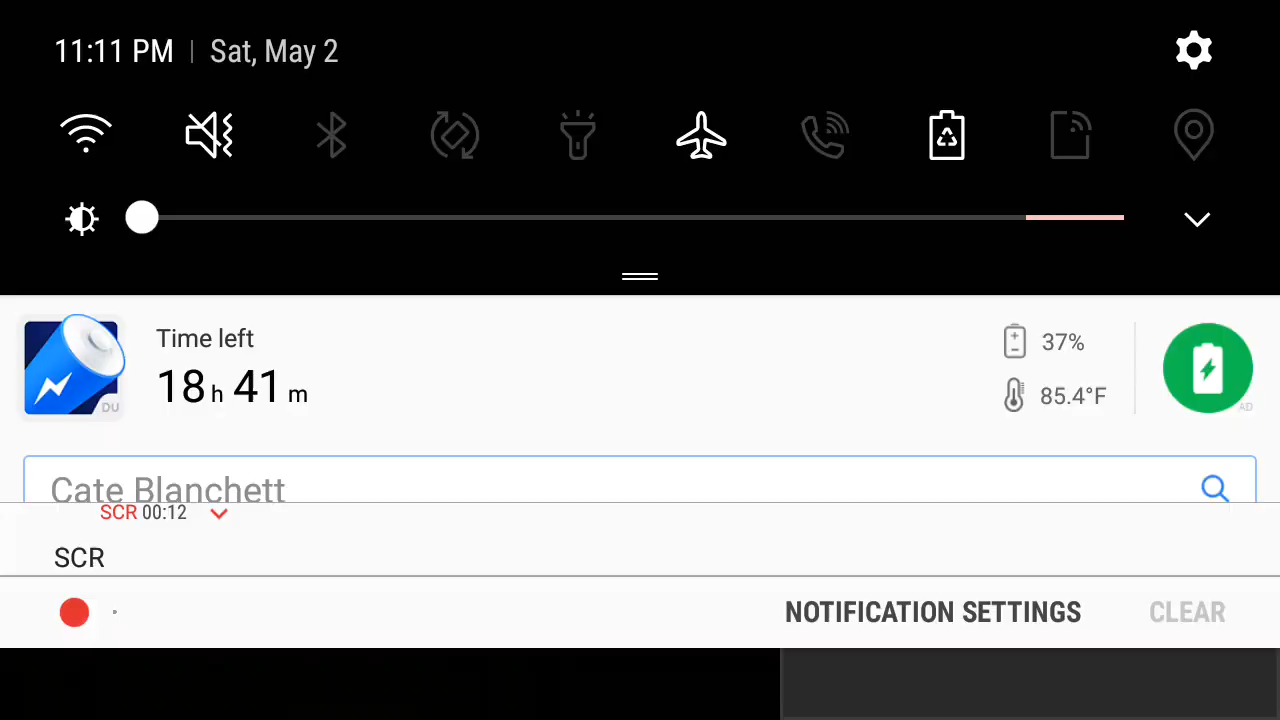 11:11 PM | Sat, May 2
Time left
18 h 41 m
37%
85.4°F
DU
AD
Cate Blanchett
SCR 00:12
SCR
NOTIFICATION SETTINGS CLEAR